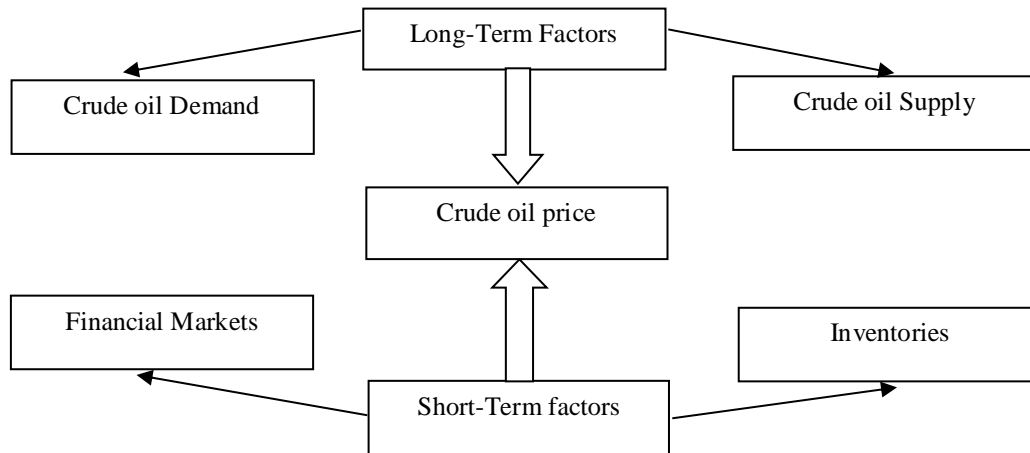 Long-Term Factors
Crude oil Demand
Crude oil Supply
Crude oil price
Financial Markets
Inventories
Short-Term factors